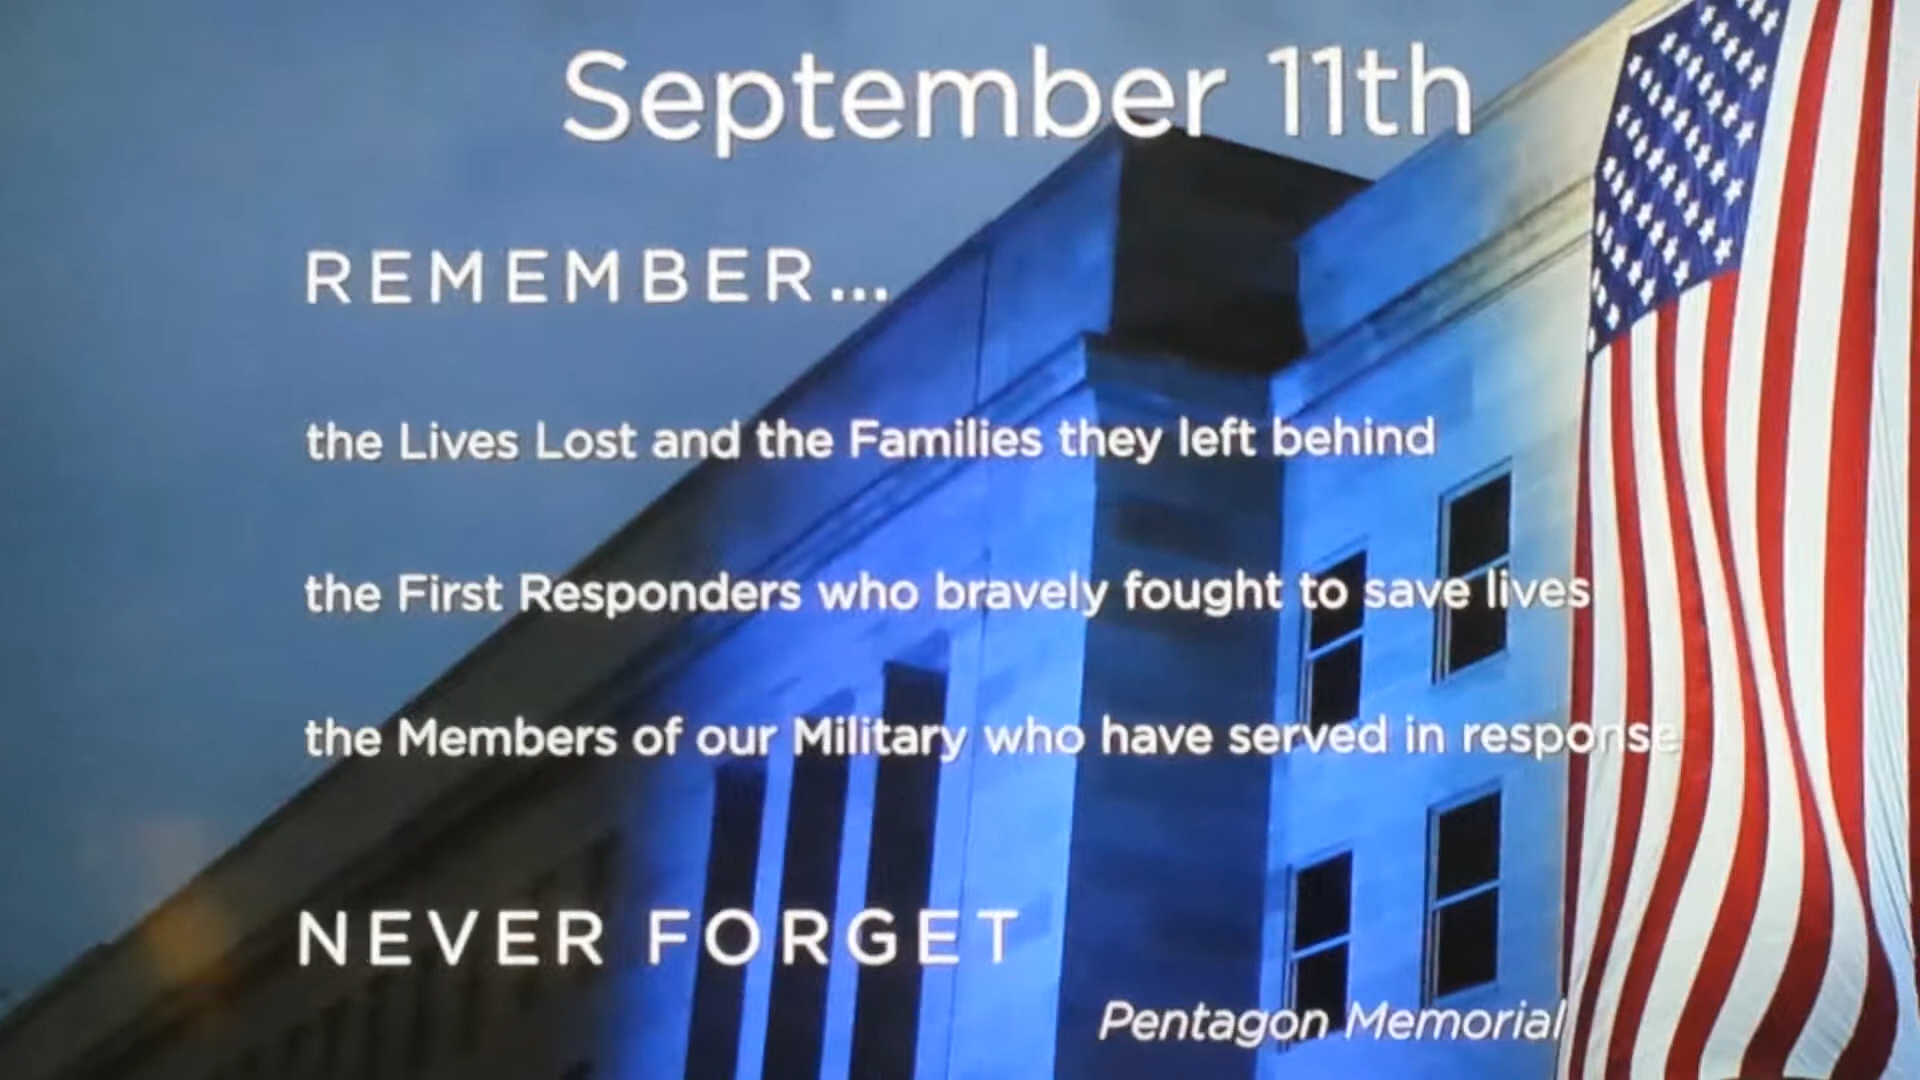 September 11th
REMEMBER...
the Lives Lost and the Families they left behind
the First Responders who bravely fought to save lives
the Members of our Military who have served in response
NEVER FORGET
Pentagon Memorial